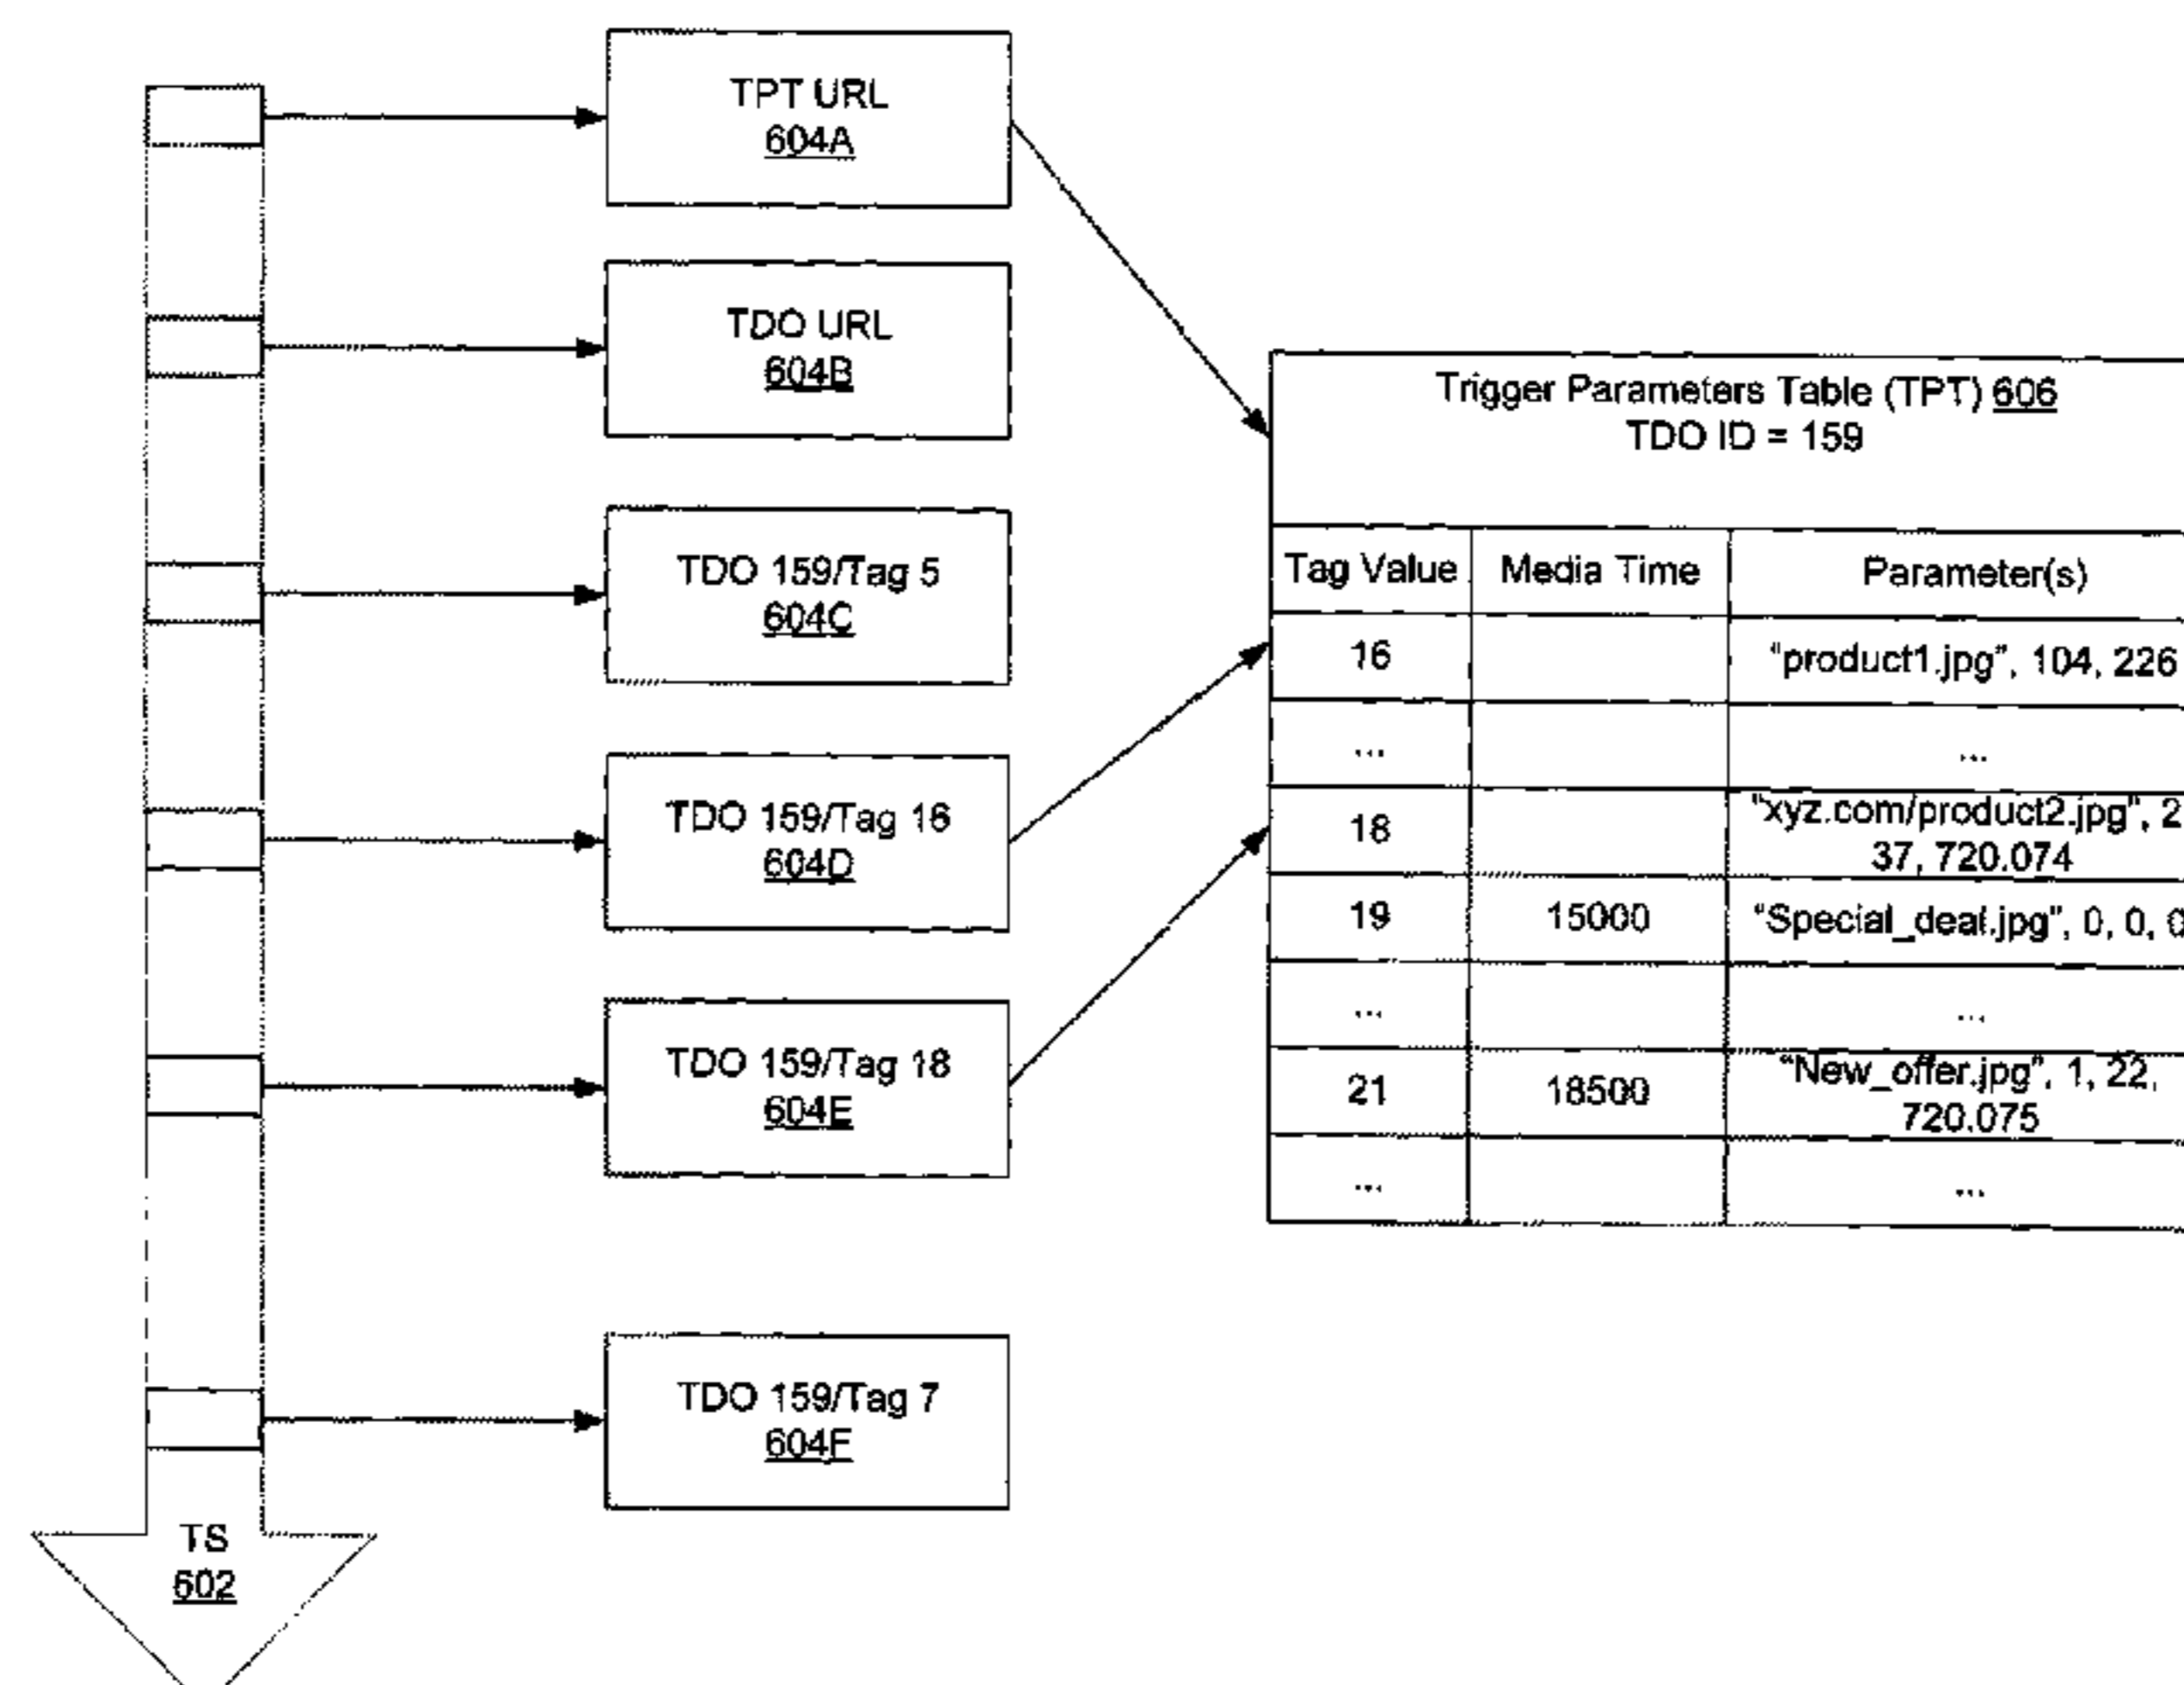 TPT URL
604A
TDO URL
604B
TDO 159/Tag 5
604C
TDO 159/Tag 16
604D
TDO 159/Tag 18
604E
TDO 159/Tag 7
604F
TS
602
Trigger Parameters Table (TPT) 606
TDO ID = 159
Tag Value Media Time Parameter(s)
16 "product1.jpg", 104, 226
... ...
18 "xyz.com/product2.jpg", 2
37, 720.074
19 15000 "Special_deal.jpg", 0, 0, 0
... ...
21 18500 "New_offer.jpg", 1, 22,
720.075
... ...